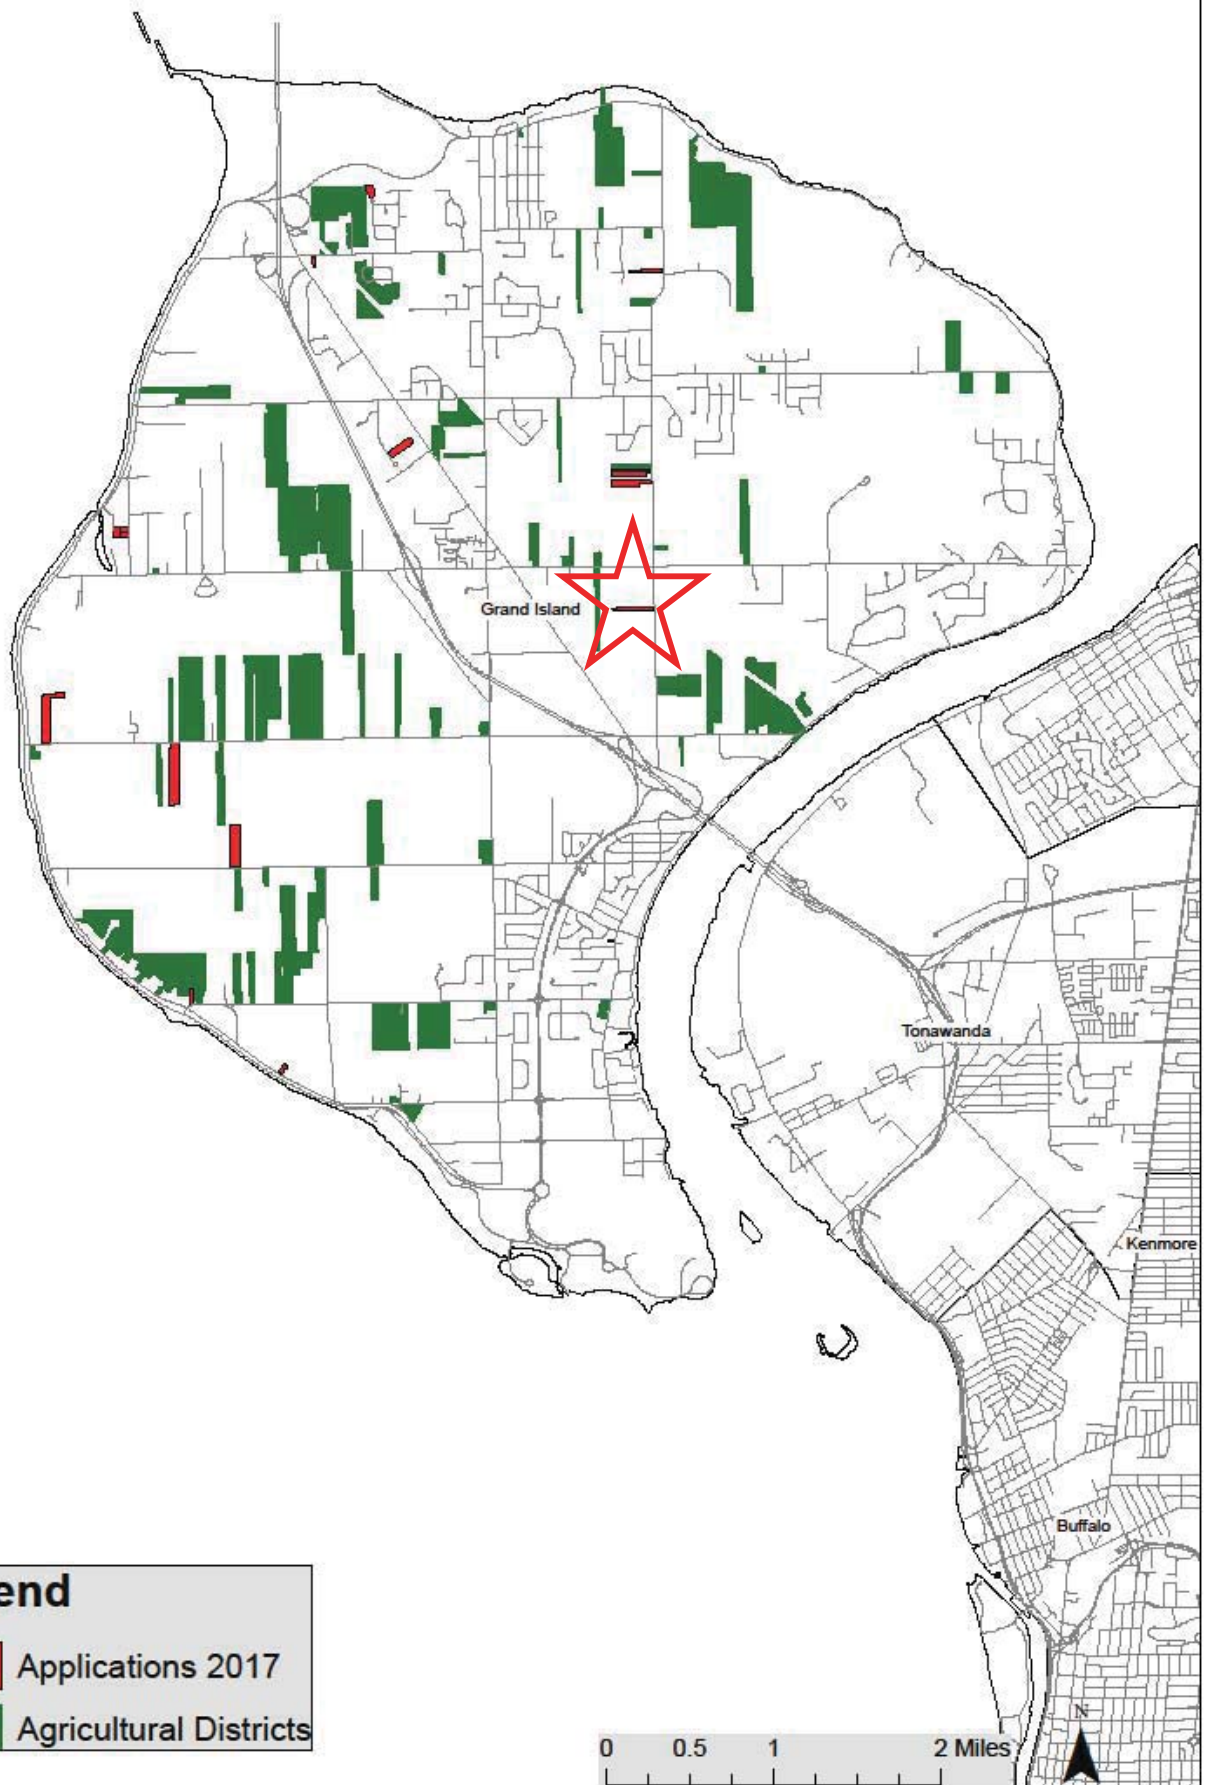 Grand Island
Tonawanda
Kenmore
Buffalo
end
Applications 2017
Agricultural Districts
0 0.5 1 2 Miles
N